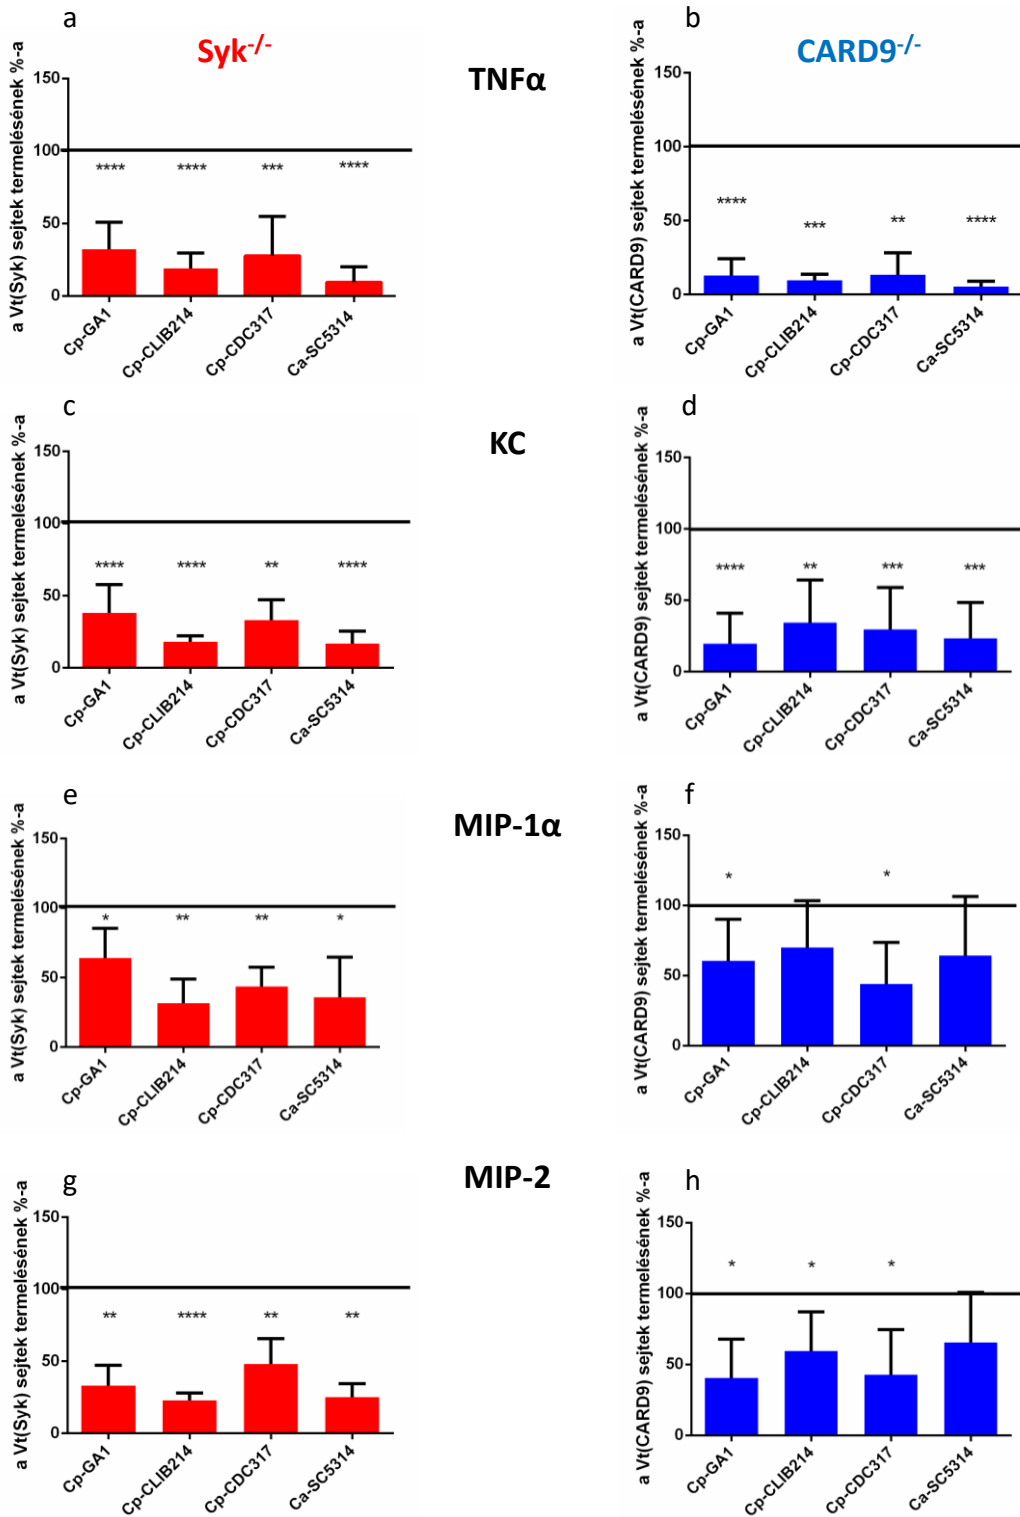 a
b
Syk-/-
CARD9-/-
TNFα
a Vt(Syk) sejtek termelésének %-a
150
100
50
0
**** **** *** ****
Cp-GA1
Cp-CLIB214
Cp-CDC317
Ca-SC5314
a Vt(CARD9) sejtek termelésének %-a
150
100
50
0
**** *** ** ****
Cp-GA1
Cp-CLIB214
Cp-CDC317
Ca-SC5314
c
d
KC
a Vt(Syk) sejtek termelésének %-a
150
100
50
0
**** **** ** ****
Cp-GA1
Cp-CLIB214
Cp-CDC317
Ca-SC5314
a Vt(CARD9) sejtek termelésének %-a
150
100
50
0
**** ** *** ***
Cp-GA1
Cp-CLIB214
Cp-CDC317
Ca-SC5314
e
f
MIP-1α
a Vt(Syk) sejtek termelésének %-a
150
100
50
0
* ** ** *
Cp-GA1
Cp-CLIB214
Cp-CDC317
Ca-SC5314
a Vt(CARD9) sejtek termelésének %-a
150
100
50
0
* *
Cp-GA1
Cp-CLIB214
Cp-CDC317
Ca-SC5314
g
h
MIP-2
a Vt(Syk) sejtek termelésének %-a
150
100
50
0
** **** ** **
Cp-GA1
Cp-CLIB214
Cp-CDC317
Ca-SC5314
a Vt(CARD9) sejtek termelésének %-a
150
100
50
0
* * *
Cp-GA1
Cp-CLIB214
Cp-CDC317
Ca-SC5314